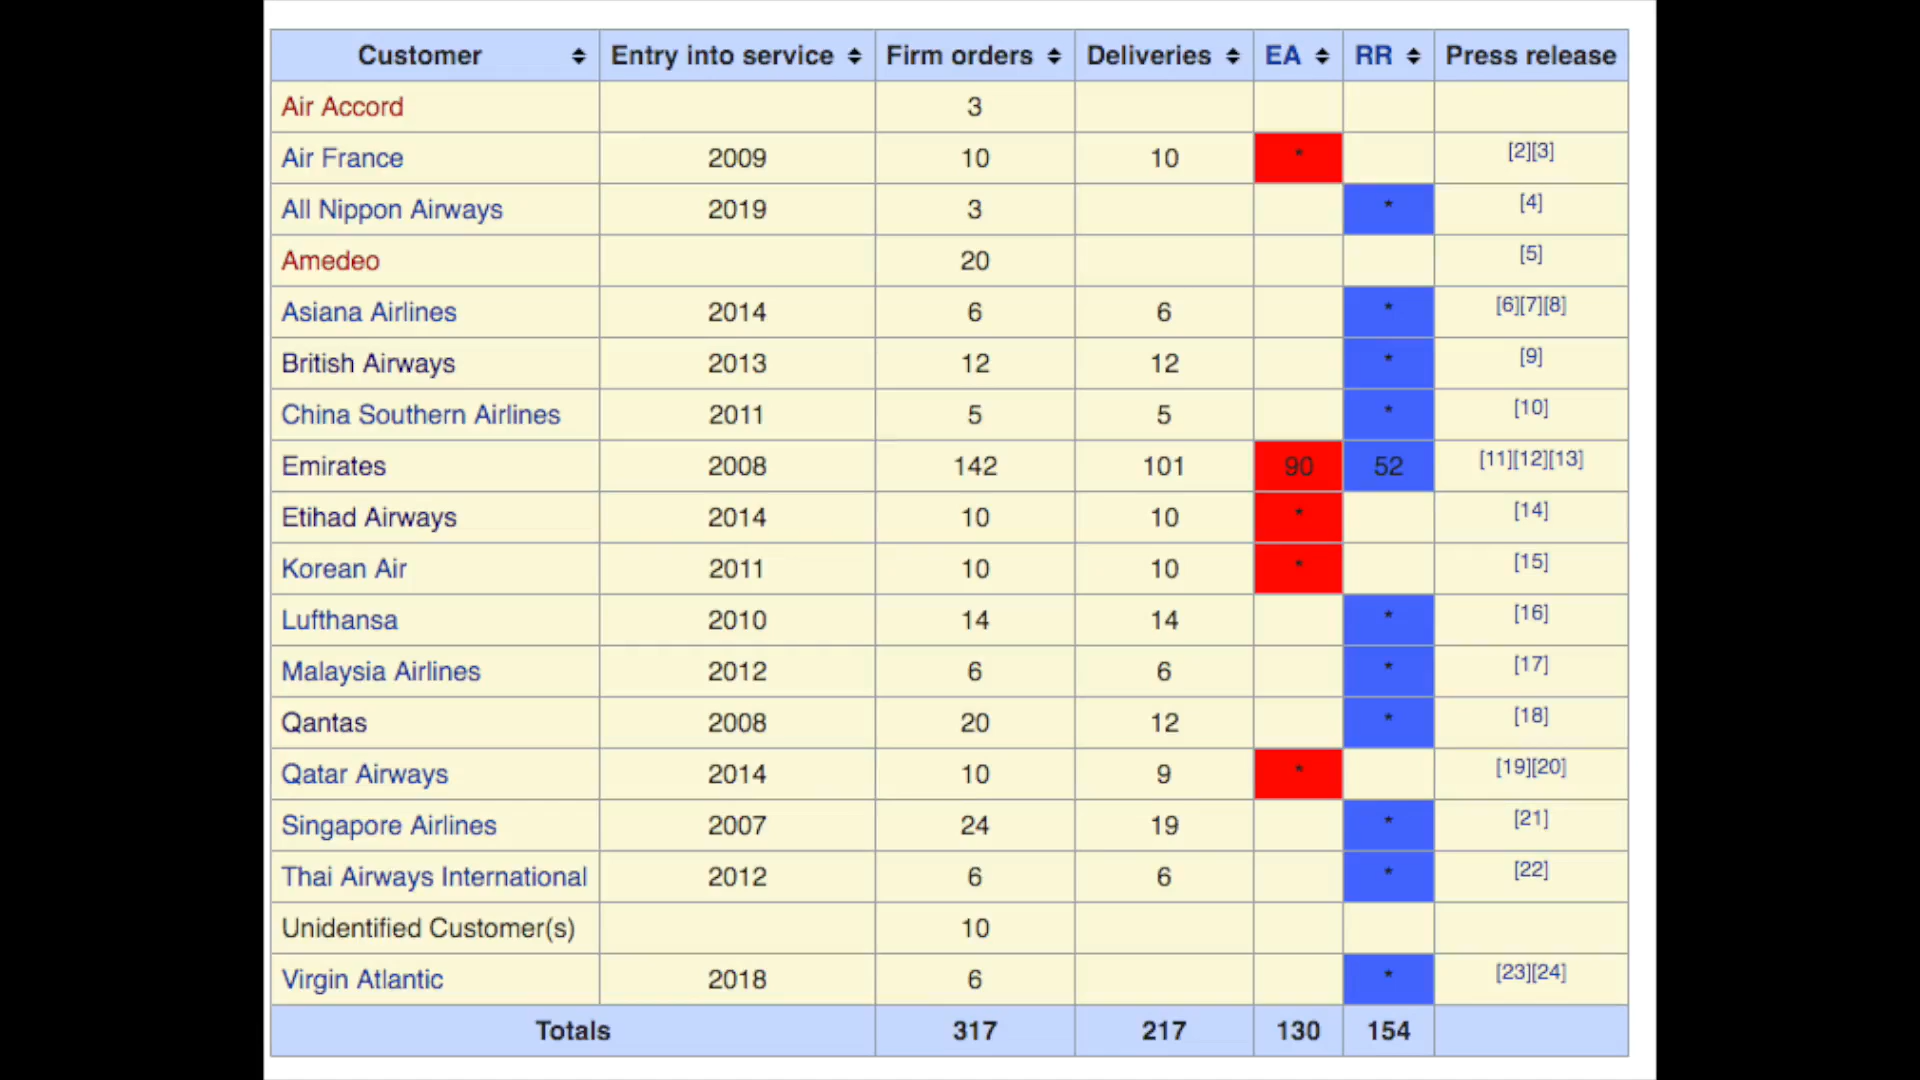 Customer Entry into service Firm orders Deliveries EA RR Press release
Air Accord 3
Air France 2009 10 10 * [2][3]
All Nippon Airways 2019 3 * [4]
Amedeo 20 [5]
Asiana Airlines 2014 6 6 * [6][7][8]
British Airways 2013 12 12 * [9]
China Southern Airlines 2011 5 5 * [10]
Emirates 2008 142 101 90 52 [11][12][13]
Etihad Airways 2014 10 10 * [14]
Korean Air 2011 10 10 * [15]
Lufthansa 2010 14 14 * [16]
Malaysia Airlines 2012 6 6 * [17]
Qantas 2008 20 12 * [18]
Qatar Airways 2014 10 9 * [19][20]
Singapore Airlines 2007 24 19 * [21]
Thai Airways International 2012 6 6 * [22]
Unidentified Customer(s) 10
Virgin Atlantic 2018 6 * [23][24]
Totals 317 217 130 154